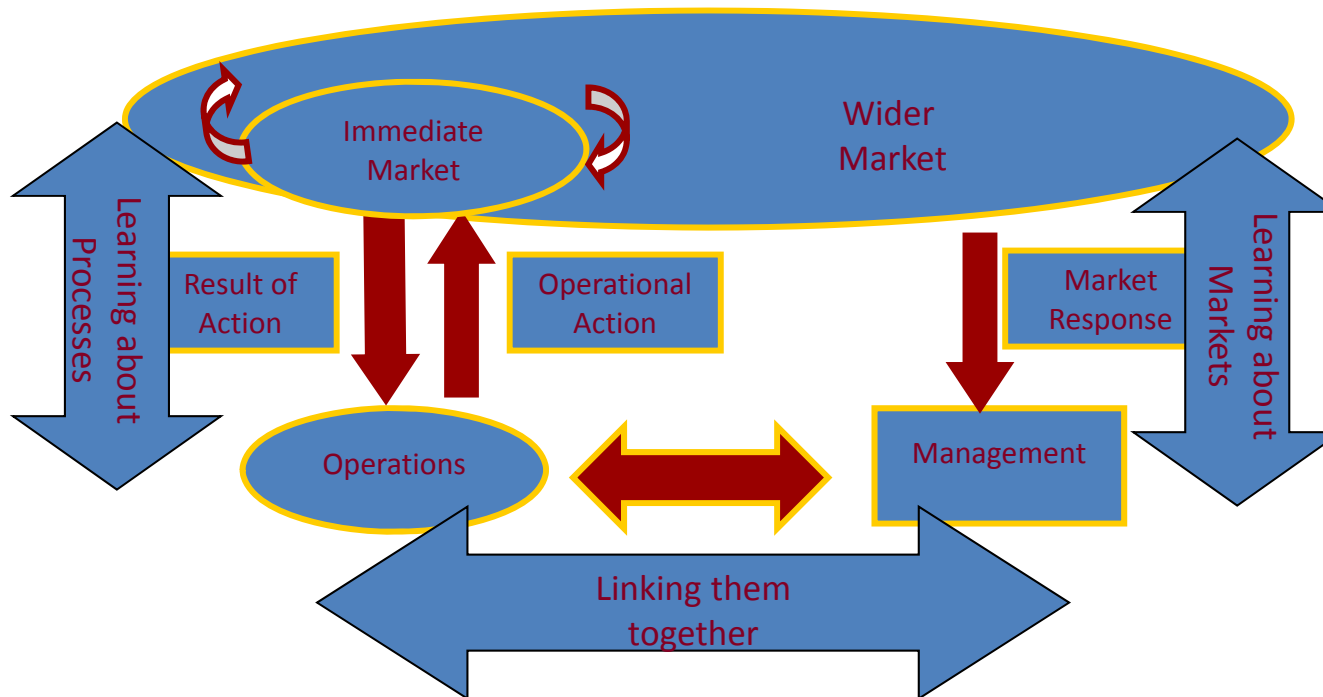 Immediate
Market
Wider
Market
Learning about
Processes
Result of
Action
Operational
Action
Market
Response
Learning about
Markets
Operations
Management
Linking them
together